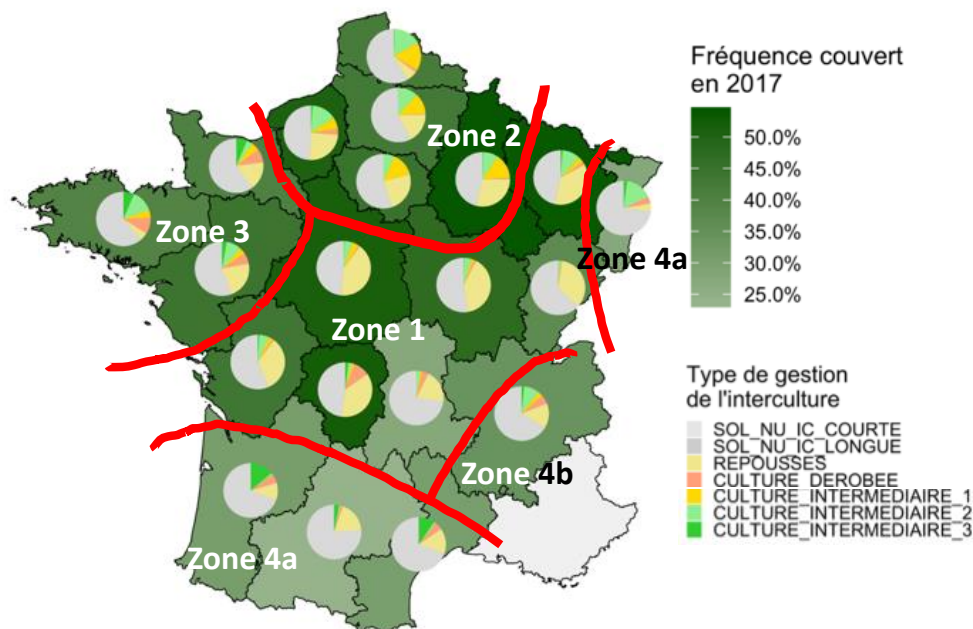 Fréquence couvert
en 2017
50.0%
45.0%
40.0%
35.0%
30.0%
25.0%
Zone 2
Zone 3
Zone 4a
Zone 1
Zone 4b
Zone 4a
Type de gestion
de l'interculture
SOL_NU_IC_COURTE
SOL_NU_IC_LONGUE
REPOUSSES
CULTURE_DEROBEE
CULTURE_INTERMEDIAIRE_1
CULTURE_INTERMEDIAIRE_2
CULTURE_INTERMEDIAIRE_3